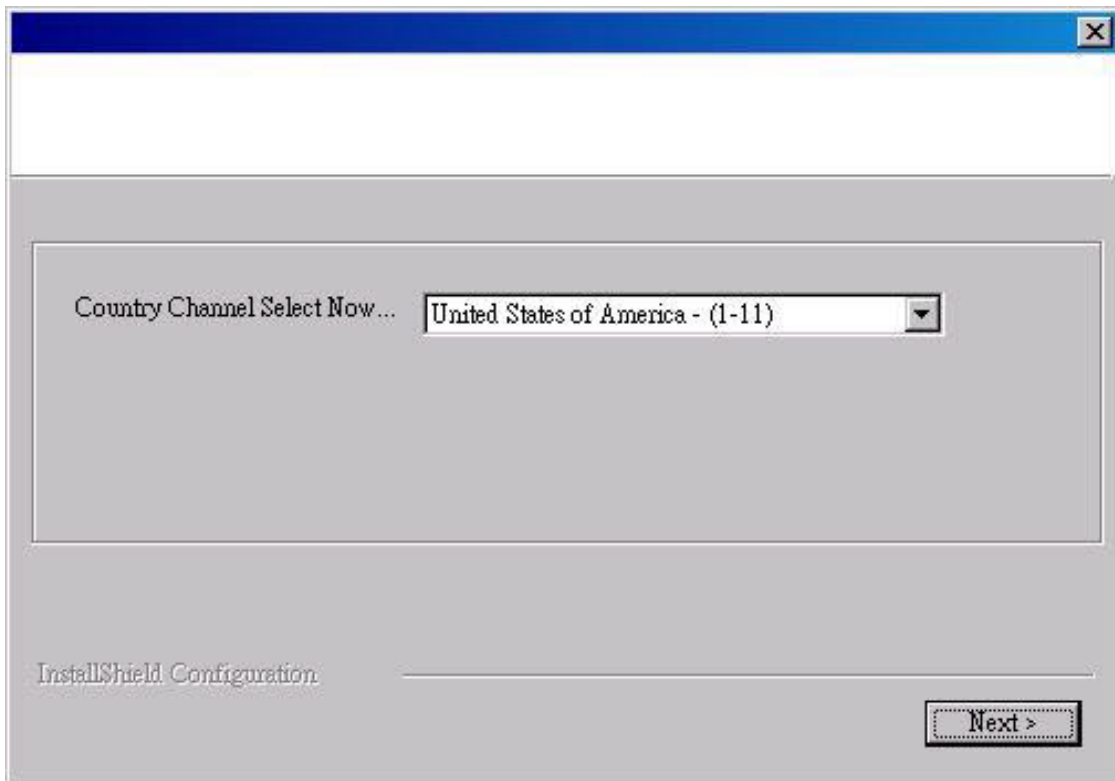 Country Channel Select Now...
United States of America - (1-11)
InstallShield Configuration
Next >